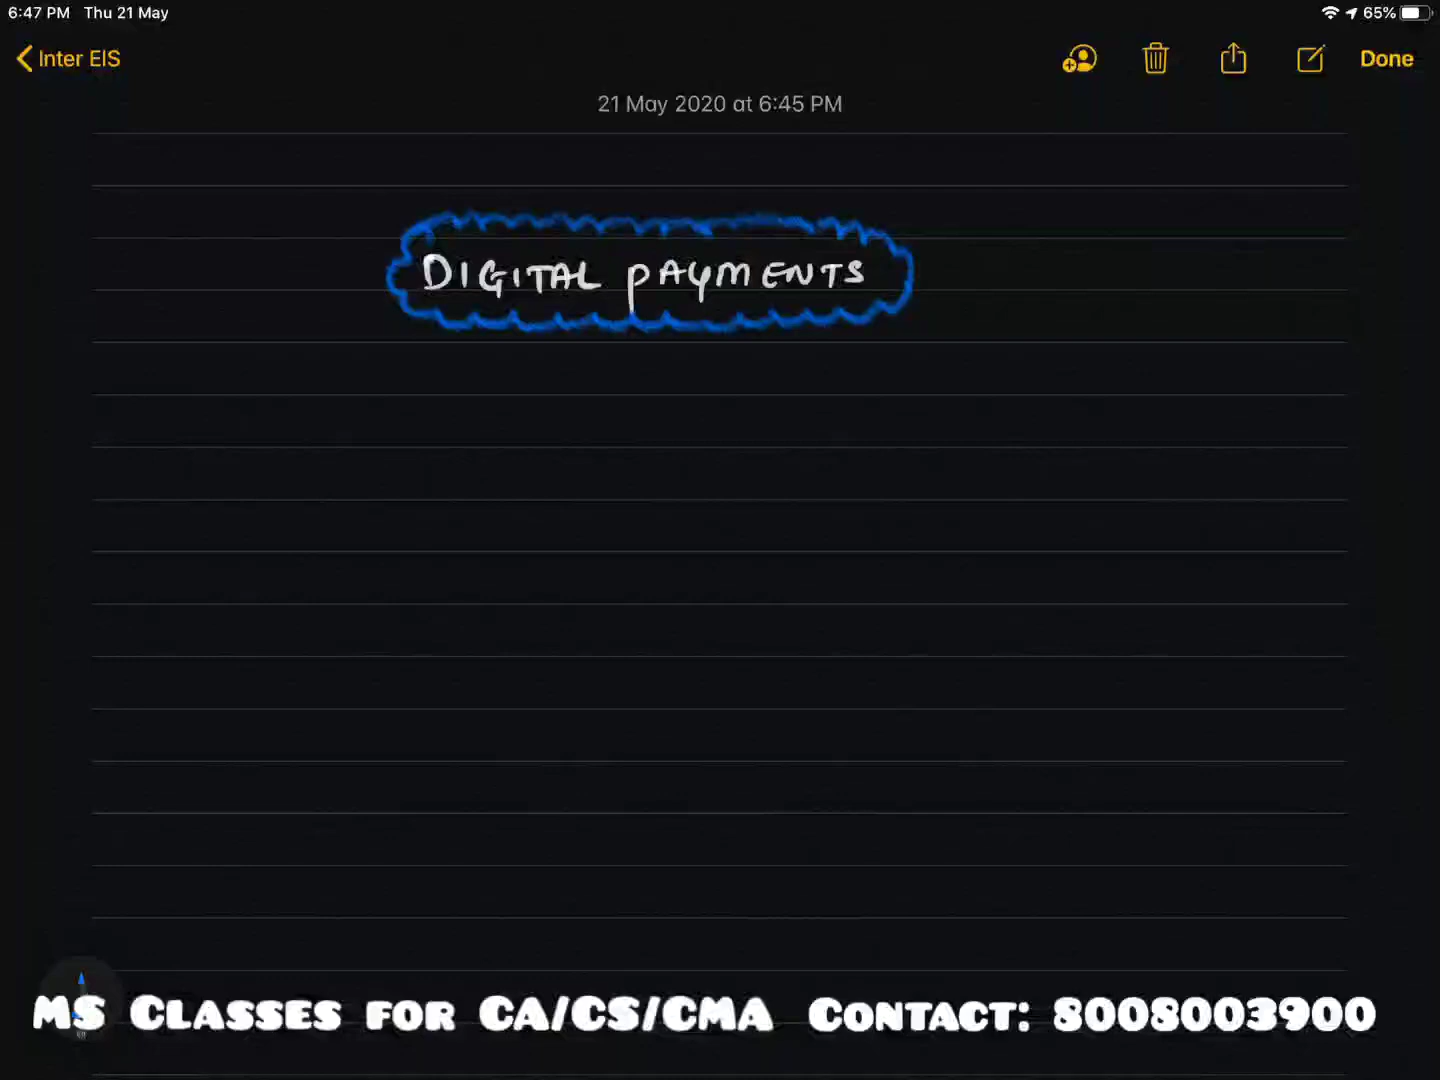 6:47 PM Thu 21 May 65%
Inter EIS Done
21 May 2020 at 6:45 PM
DIGITAL PAYMENTS
MS Classes for CA/CS/CMA Contact: 8008003900